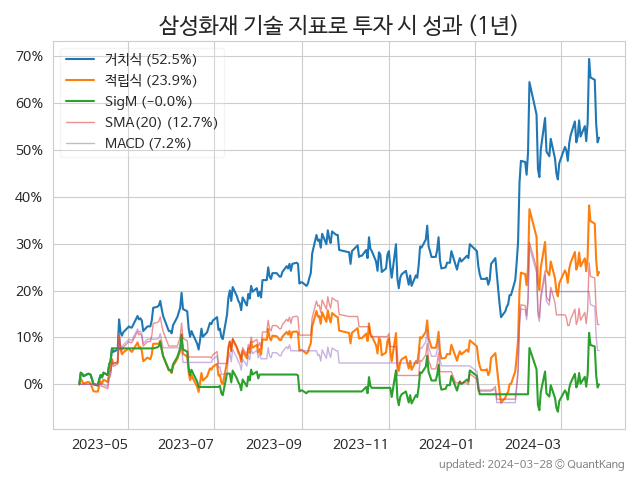 삼성화재 기술 지표로 투자 시 성과 (1년)
거치식 (52.5%)
적립식 (23.9%)
SigM (-0.0%)
SMA(20) (12.7%)
MACD (7.2%)
70%
60%
50%
40%
30%
20%
10%
0%
2023-05 2023-07 2023-09 2023-11 2024-01 2024-03
updated: 2024-03-28 © QuantKang